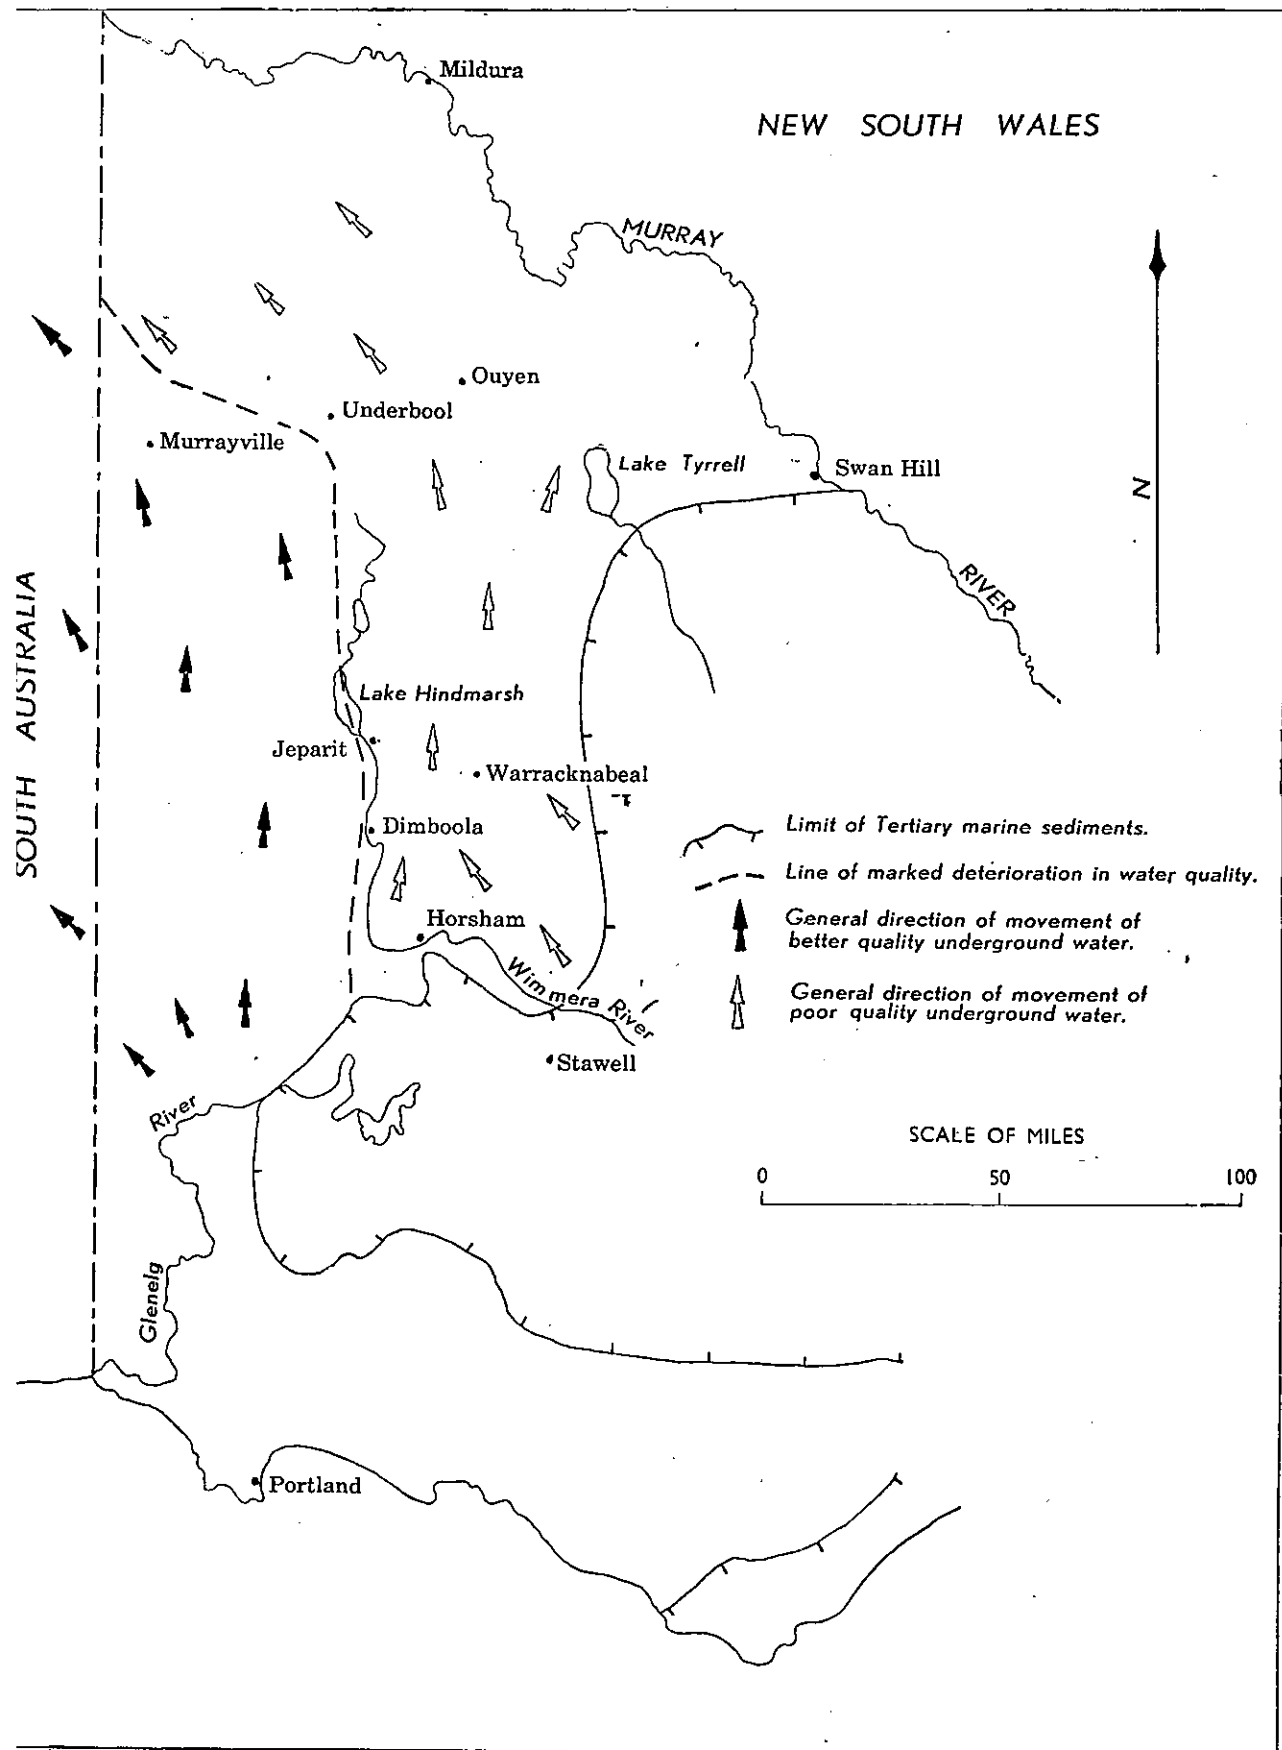 Mildura
NEW SOUTH WALES
MURRAY
Ouyen
Underbool
Murrayville
Lake Tyrrell
Swan Hill
N
RIVER
SOUTH AUSTRALIA
Lake Hindmarsh
Jeparit
Warracknabeal
Dimboola
Limit of Tertiary marine sediments.
Line of marked deterioration in water quality.
Horsham
General direction of movement of
better quality underground water.
Wimmera River
General direction of movement of
poor quality underground water.
Stawell
River
SCALE OF MILES
0 50 100
Glenelg
Portland